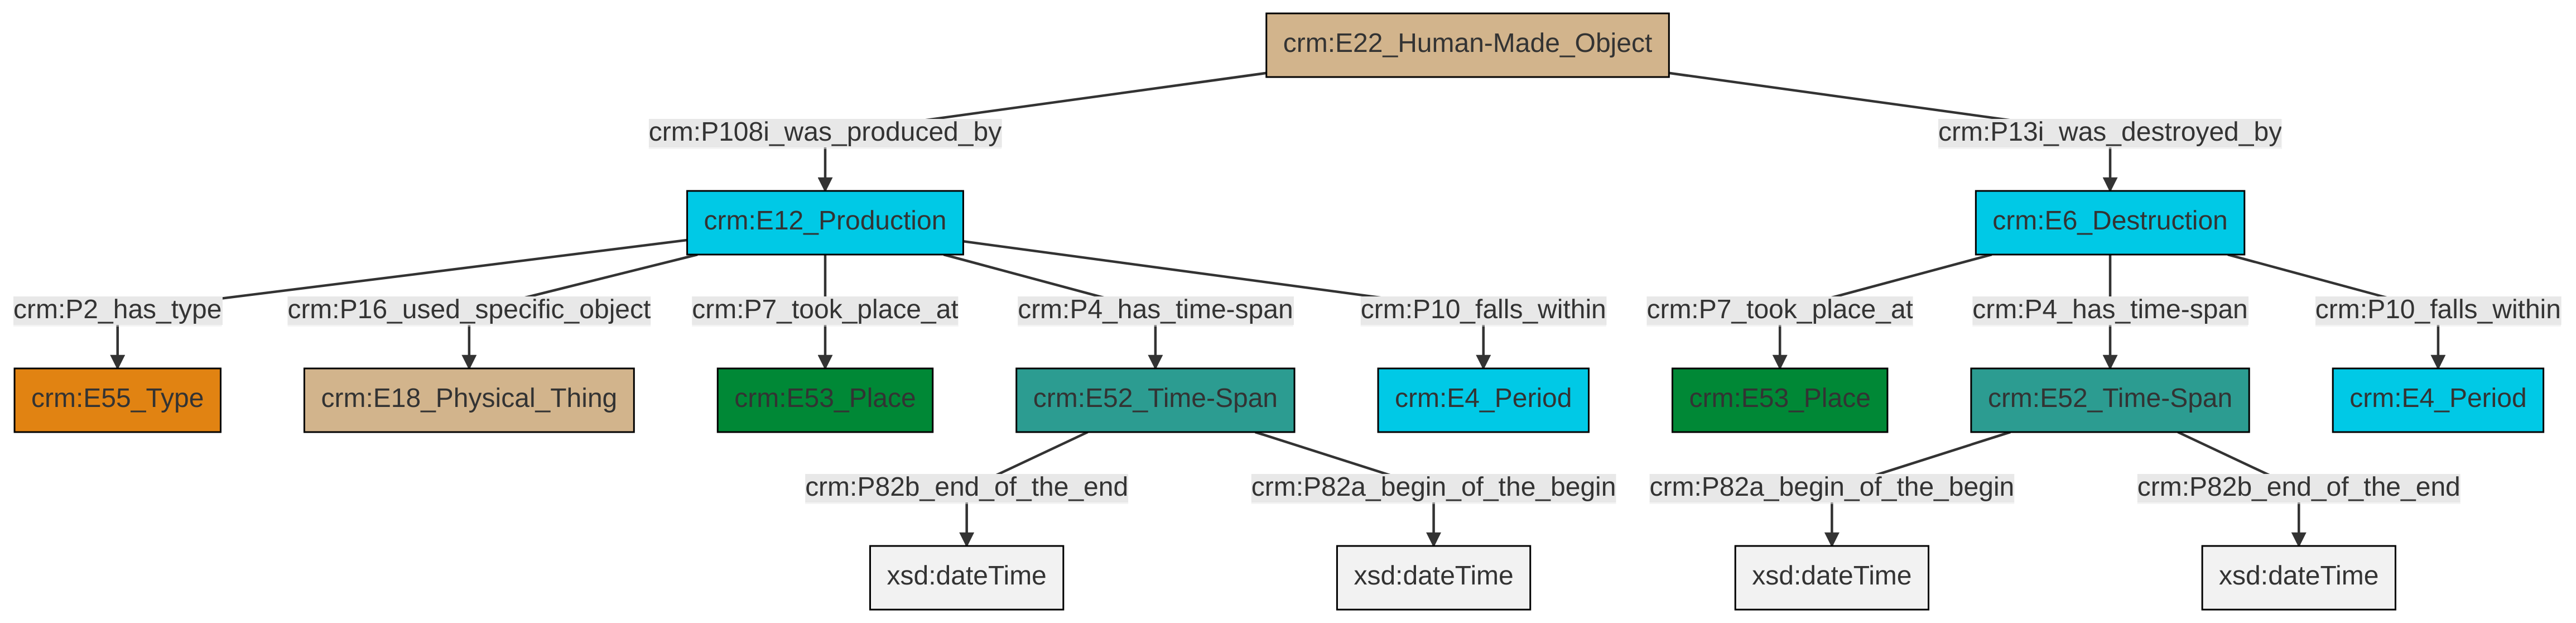 crm:E22_Human-Made_Object
crm:P108i_was_produced_by
crm:P13i_was_destroyed_by
crm:E12_Production
crm:E6_Destruction
crm:P2_has_type
crm:P16_used_specific_object
crm:P7_took_place_at
crm:P4_has_time-span
crm:P10_falls_within
crm:P7_took_place_at
crm:P4_has_time-span
crm:P10_falls_within
crm:E55_Type
crm:E18_Physical_Thing
crm:E53_Place
crm:E52_Time-Span
crm:E4_Period
crm:E53_Place
crm:E52_Time-Span
crm:E4_Period
crm:P82b_end_of_the_end
crm:P82a_begin_of_the_begin
crm:P82a_begin_of_the_begin
crm:P82b_end_of_the_end
xsd:dateTime
xsd:dateTime
xsd:dateTime
xsd:dateTime